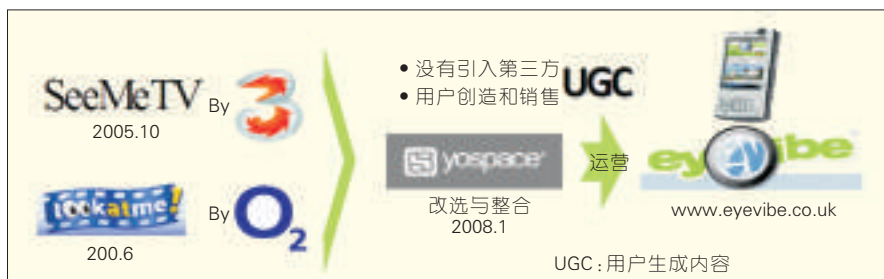 SeeMeTV By 3
2005.10
lookatme! By O2
200.6
• 没有引入第三方
• 用户创造和销售
UGC
yospace
改选与整合
2008.1
运营
eyevibe
www.eyevibe.co.uk
UGC:用户生成内容